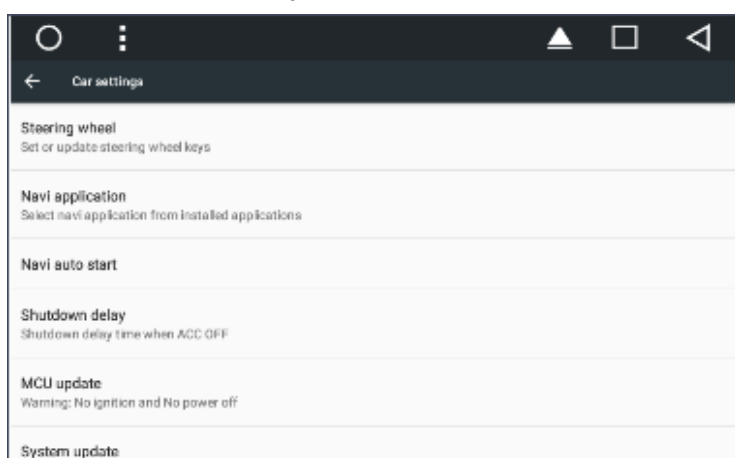 Car settings
Steering wheel
Set or update steering wheel keys
Navi application
Select navi application from installed applications
Navi auto start
Shutdown delay
Shutdown delay time when ACC OFF
MCU update
Warning: No ignition and No power off
System update